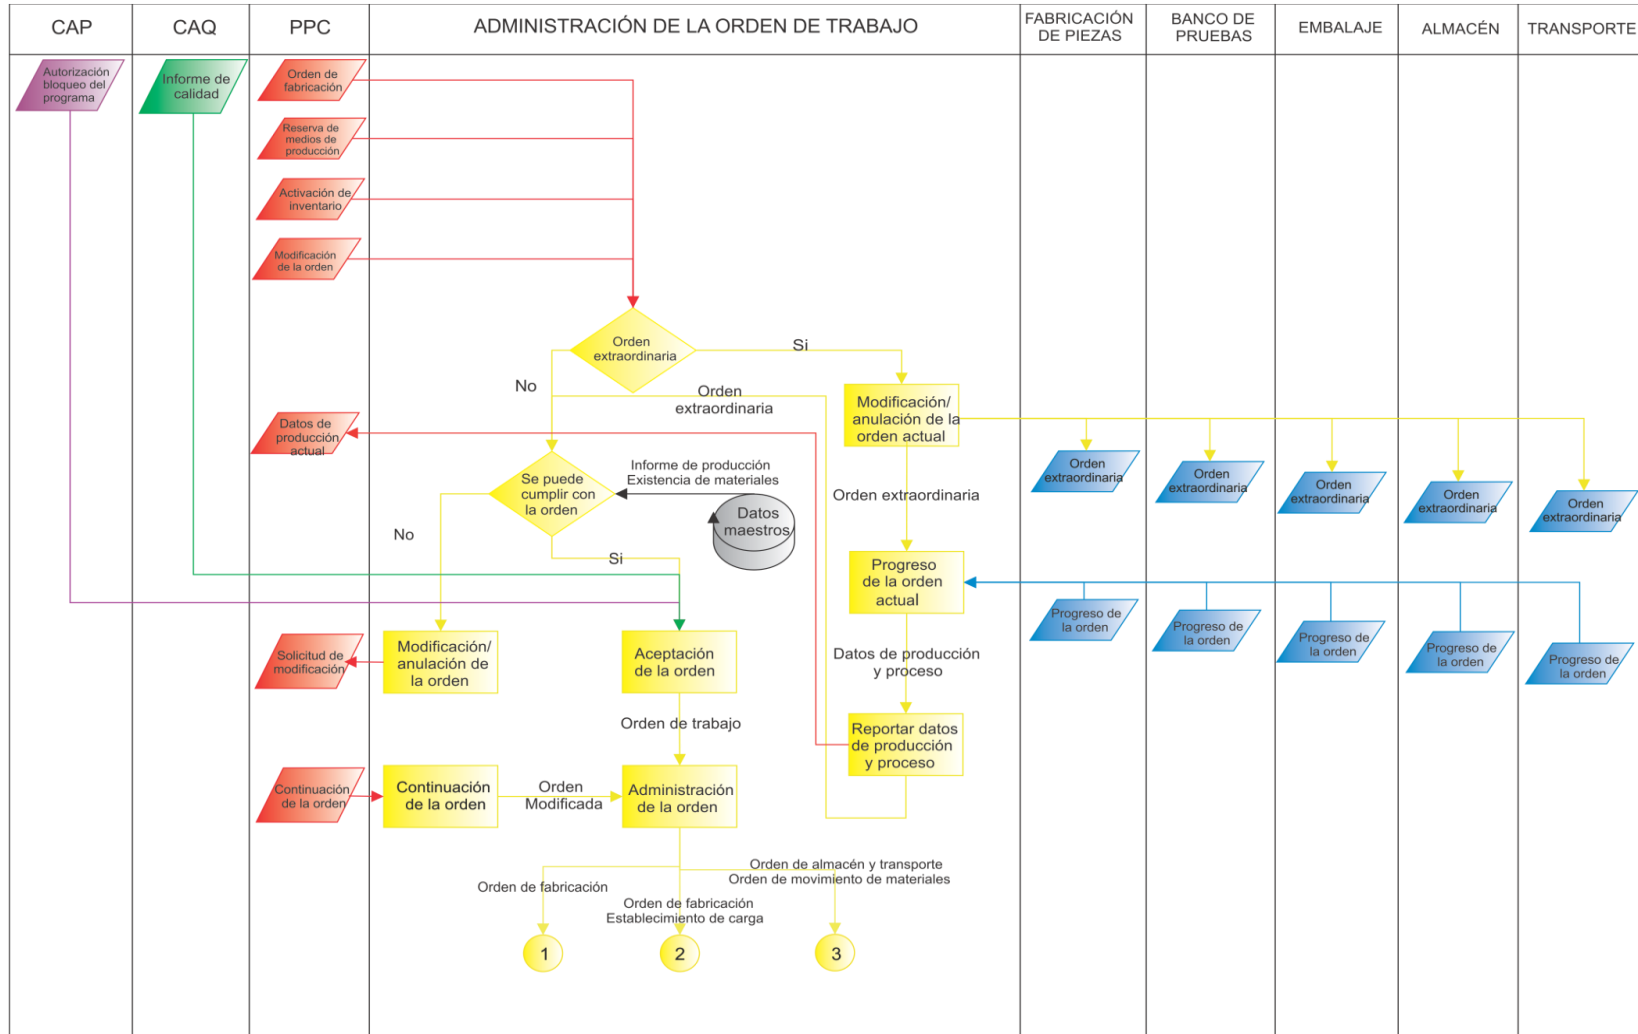 CAP
CAQ
PPC
ADMINISTRACIÓN DE LA ORDEN DE TRABAJO
FABRICACIÓN
DE PIEZAS
BANCO DE
PRUEBAS
EMBALAJE
ALMACÉN
TRANSPORTE
Autorización
bloqueo del
programa
Informe de
calidad
Orden de
fabricación
Reserva de
medios de
producción
Activación de
inventario
Modificación
de la orden
Orden
extraordinaria
Si
No
Orden
extraordinaria
Modificación/
anulación de la
orden actual
Datos de
producción
actual
Se puede
cumplir con
la orden
Informe de producción
Existencia de materiales
Datos
maestros
Orden extraordinaria
Orden
extraordinaria
Orden
extraordinaria
Orden
extraordinaria
Orden
extraordinaria
Orden
extraordinaria
No
Si
Progreso
de la orden
actual
Progreso de
la orden
Progreso de
la orden
Progreso de
la orden
Progreso de
la orden
Progreso de
la orden
Solicitud de
modificación
Modificación/
anulación de
la orden
Aceptación
de la orden
Datos de producción
y proceso
Orden de trabajo
Reportar datos
de producción
y proceso
Continuación
de la orden
Continuación
de la orden
Orden
Modificada
Administración
de la orden
Orden de fabricación
Orden de fabricación
Establecimiento de carga
Orden de almacén y transporte
Orden de movimiento de materiales
1
2
3